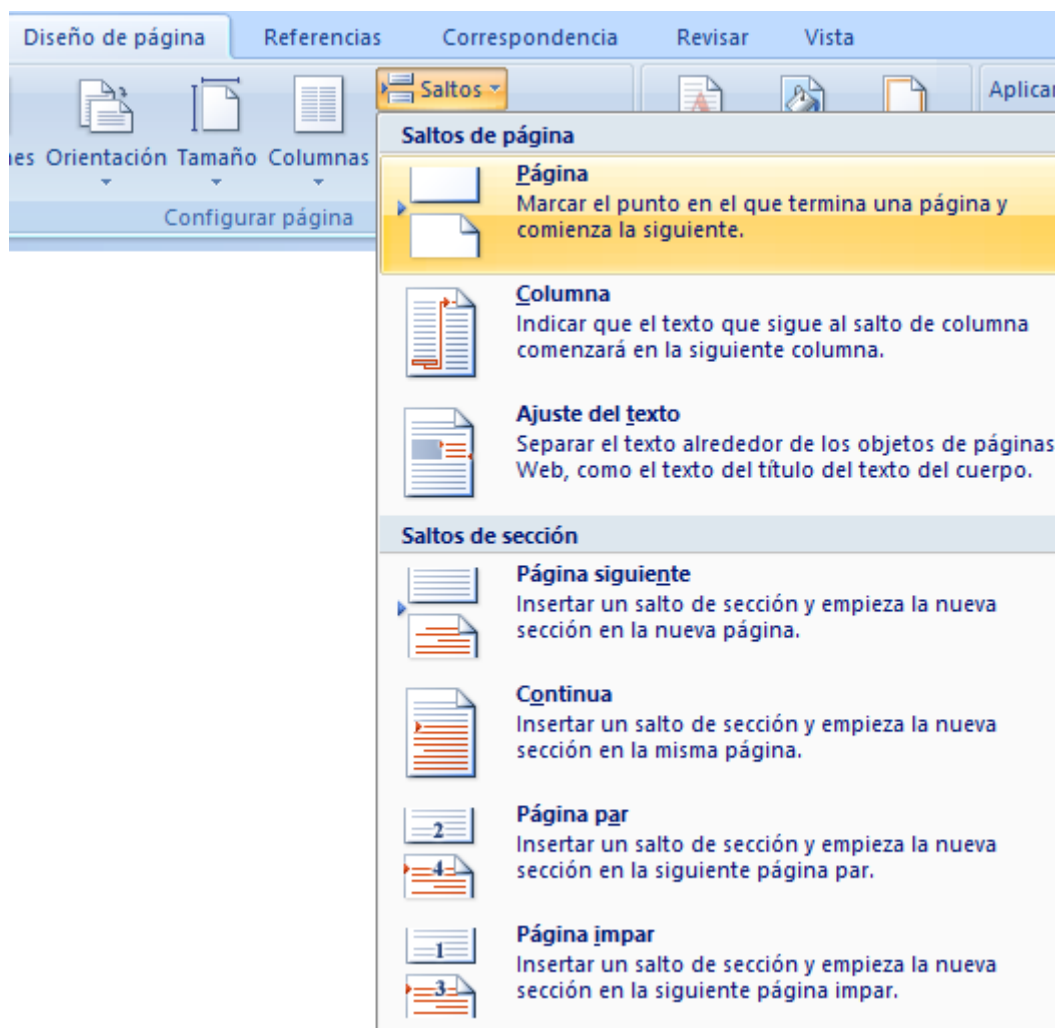 Diseño de página Referencias Correspondencia Revisar Vista
Saltos
Aplicar
Orientación Tamaño Columnas
Configurar página
Saltos de página
Página
Marcar el punto en el que termina una página y
comienza la siguiente.
Columna
Indicar que el texto que sigue al salto de columna
comenzará en la siguiente columna.
Ajuste del texto
Separar el texto alrededor de los objetos de páginas
Web, como el texto del título del texto del cuerpo.
Saltos de sección
Página siguiente
Insertar un salto de sección y empieza la nueva
sección en la nueva página.
Continua
Insertar un salto de sección y empieza la nueva
sección en la misma página.
Página par
2
Insertar un salto de sección y empieza la nueva
4
sección en la siguiente página par.
Página impar
1
Insertar un salto de sección y empieza la nueva
3
sección en la siguiente página impar.